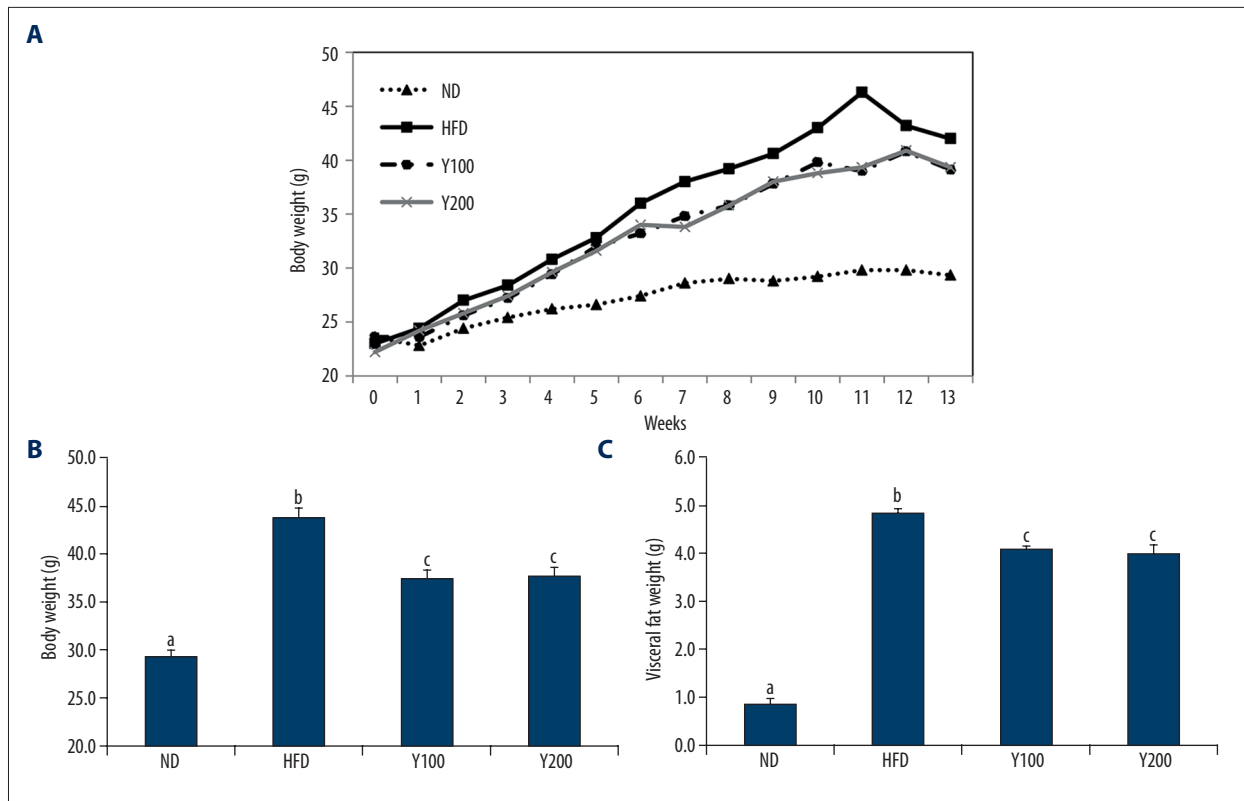 A
50
45
40
35
30
25
20
Body weight (g)
ND
HFD
Y100
Y200
0 1 2 3 4 5 6 7 8 9 10 11 12 13
Weeks
B
50.0
45.0
40.0
35.0
30.0
25.0
20.0
Body weight (g)
a
b
c
c
ND HFD Y100 Y200
C
6.0
5.0
4.0
3.0
2.0
1.0
0.0
Visceral fat weight (g)
a
b
c
c
ND HFD Y100 Y200